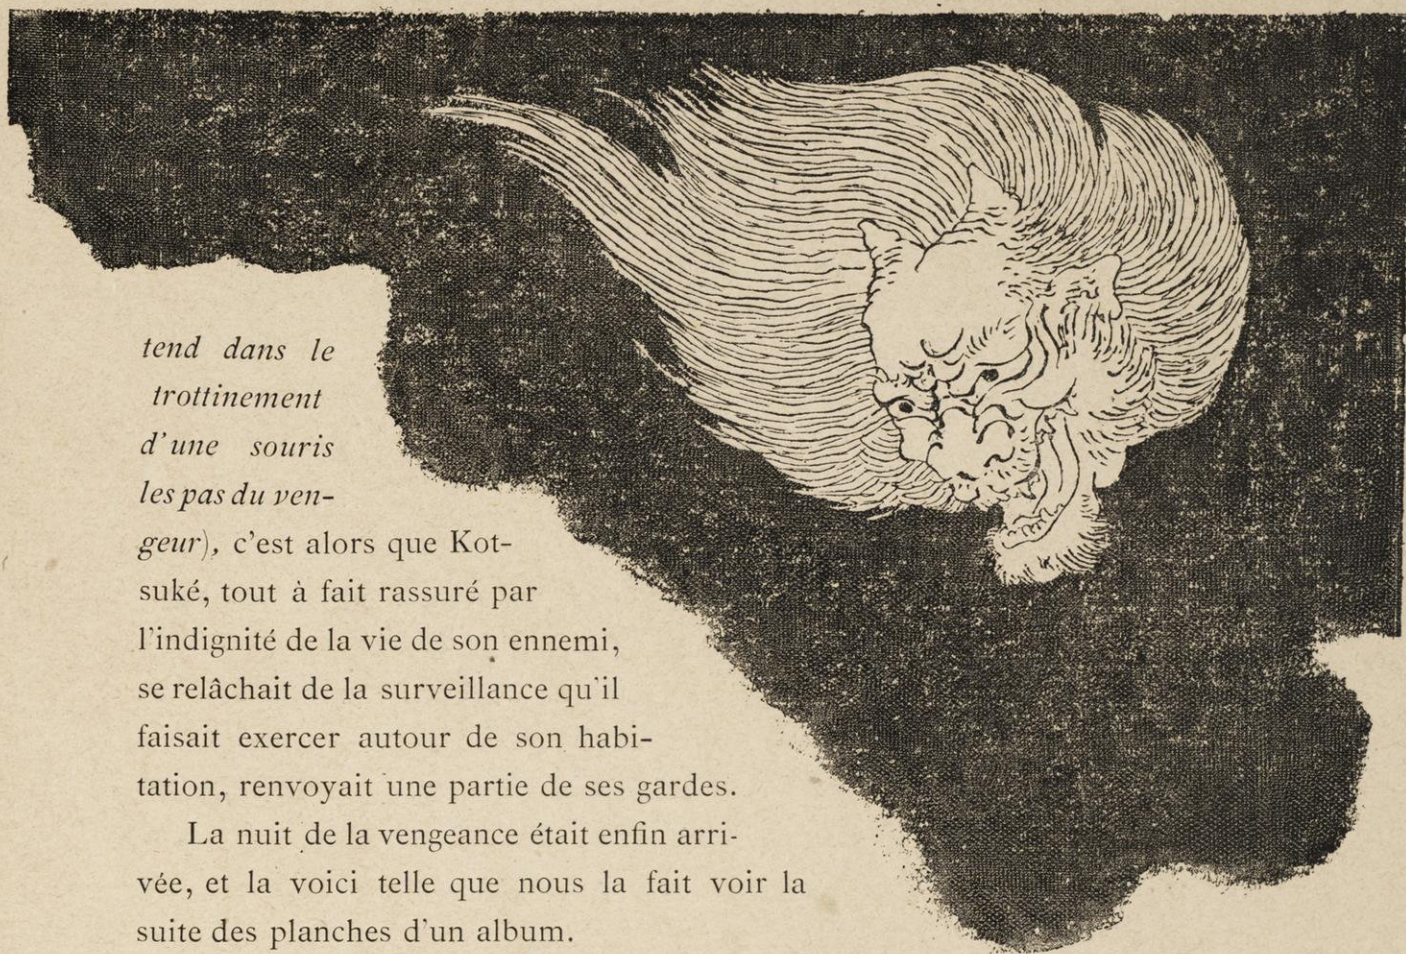 tend dans le
trottinement
d'une souris
les pas du ven-
geur), c'est alors que Kot-
suké, tout à fait rassuré par
l'indignité de la vie de son ennemi,
se relâchait de la surveillance qu'il
faisait exercer autour de son habi-
tation, renvoyait une partie de ses gardes.
La nuit de la vengeance était enfin arri-
vée, et la voici telle que nous la fait voir la
suite des planches d'un album.